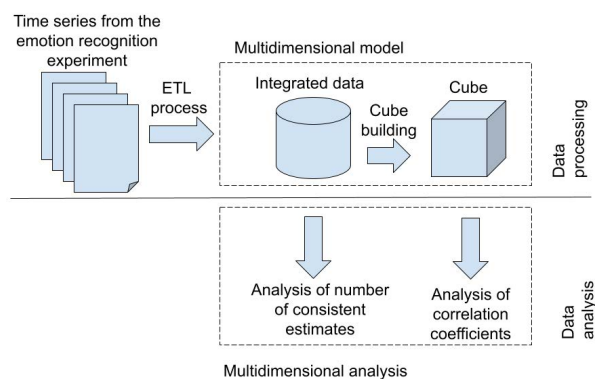 Time series from the
emotion recognition
experiment
ETL
process
Multidimensional model
Integrated data
Cube
building
Cube
Data
processing
Analysis of number
of consistent
estimates
Analysis of
correlation
coefficients
Data
analysis
Multidimensional analysis